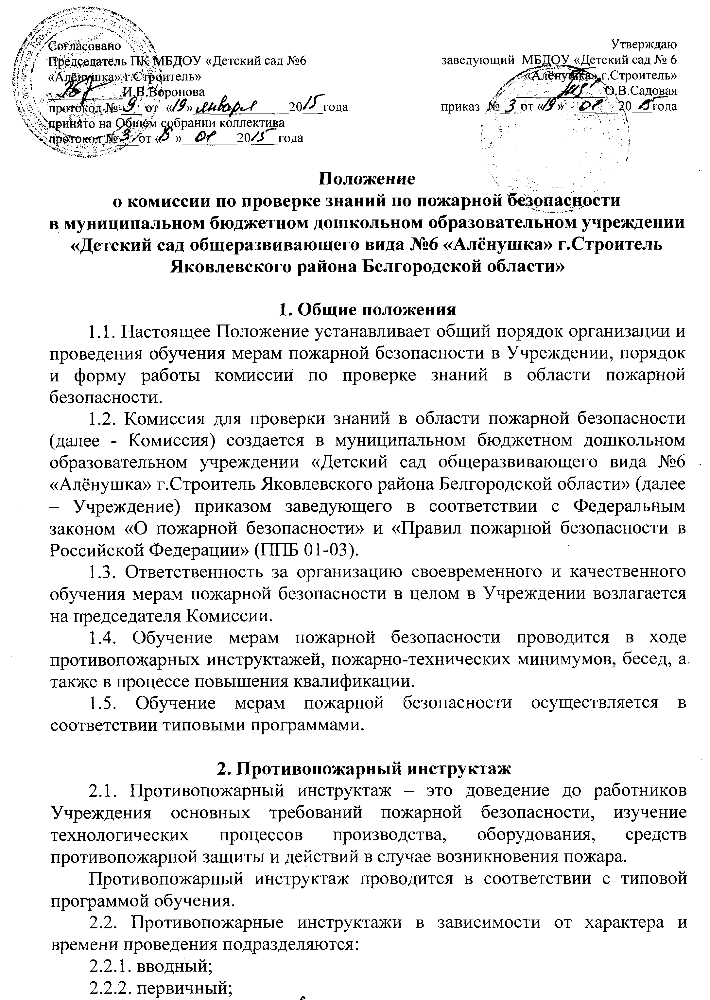 Согласовано
Председатель ПК МБДОУ «Детский сад №6
«Алёнушка» г.Строитель»
И.В.Воронова
протокол № 9 от «19» января 2015 года
принято на Общем собрании коллектива
протокол № 3 от «19» 01 2015 года
Утверждаю
заведующий МБДОУ «Детский сад № 6
«Алёнушка» г.Строитель»
О.В.Садовая
приказ № 3 от «19» 01 2015 года
Положение
о комиссии по проверке знаний по пожарной безопасности
в муниципальном бюджетном дошкольном образовательном учреждении
«Детский сад общеразвивающего вида №6 «Алёнушка» г.Строитель
Яковлевского района Белгородской области»
1. Общие положения
1.1. Настоящее Положение устанавливает общий порядок организации и
проведения обучения мерам пожарной безопасности в Учреждении, порядок
и форму работы комиссии по проверке знаний в области пожарной
безопасности.
1.2. Комиссия для проверки знаний в области пожарной безопасности
(далее - Комиссия) создается в муниципальном бюджетном дошкольном
образовательном учреждении «Детский сад общеразвивающего вида №6
«Алёнушка» г.Строитель Яковлевского района Белгородской области» (далее
– Учреждение) приказом заведующего в соответствии с Федеральным
законом «О пожарной безопасности» и «Правил пожарной безопасности в
Российской Федерации» (ППБ 01-03).
1.3. Ответственность за организацию своевременного и качественного
обучения мерам пожарной безопасности в целом в Учреждении возлагается
на председателя Комиссии.
1.4. Обучение мерам пожарной безопасности проводится в ходе
противопожарных инструктажей, пожарно-технических минимумов, бесед, а
также в процессе повышения квалификации.
1.5. Обучение мерам пожарной безопасности осуществляется в
соответствии типовыми программами.
2. Противопожарный инструктаж
2.1. Противопожарный инструктаж – это доведение до работников
Учреждения основных требований пожарной безопасности, изучение
технологических процессов производства, оборудования, средств
противопожарной защиты и действий в случае возникновения пожара.
Противопожарный инструктаж проводится в соответствии с типовой
программой обучения.
2.2. Противопожарные инструктажи в зависимости от характера и
времени проведения подразделяются:
2.2.1. вводный;
2.2.2. первичный;